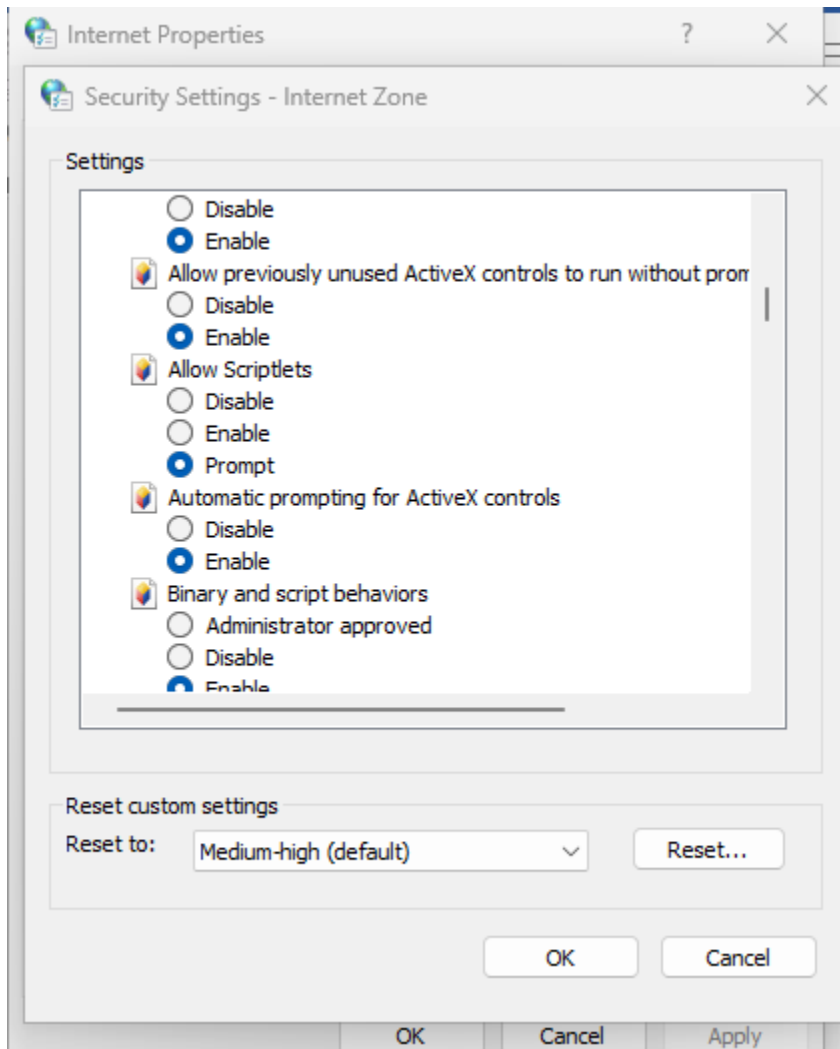 Internet Properties
?
Security Settings - Internet Zone
Settings
Disable
Enable
Allow previously unused ActiveX controls to run without prom
Disable
Enable
Allow Scriptlets
Disable
Enable
Prompt
Automatic prompting for ActiveX controls
Disable
Enable
Binary and script behaviors
Administrator approved
Disable
Enable
Reset custom settings
Reset to:
Medium-high (default)
Reset...
OK
Cancel
OK
Cancel
Apply